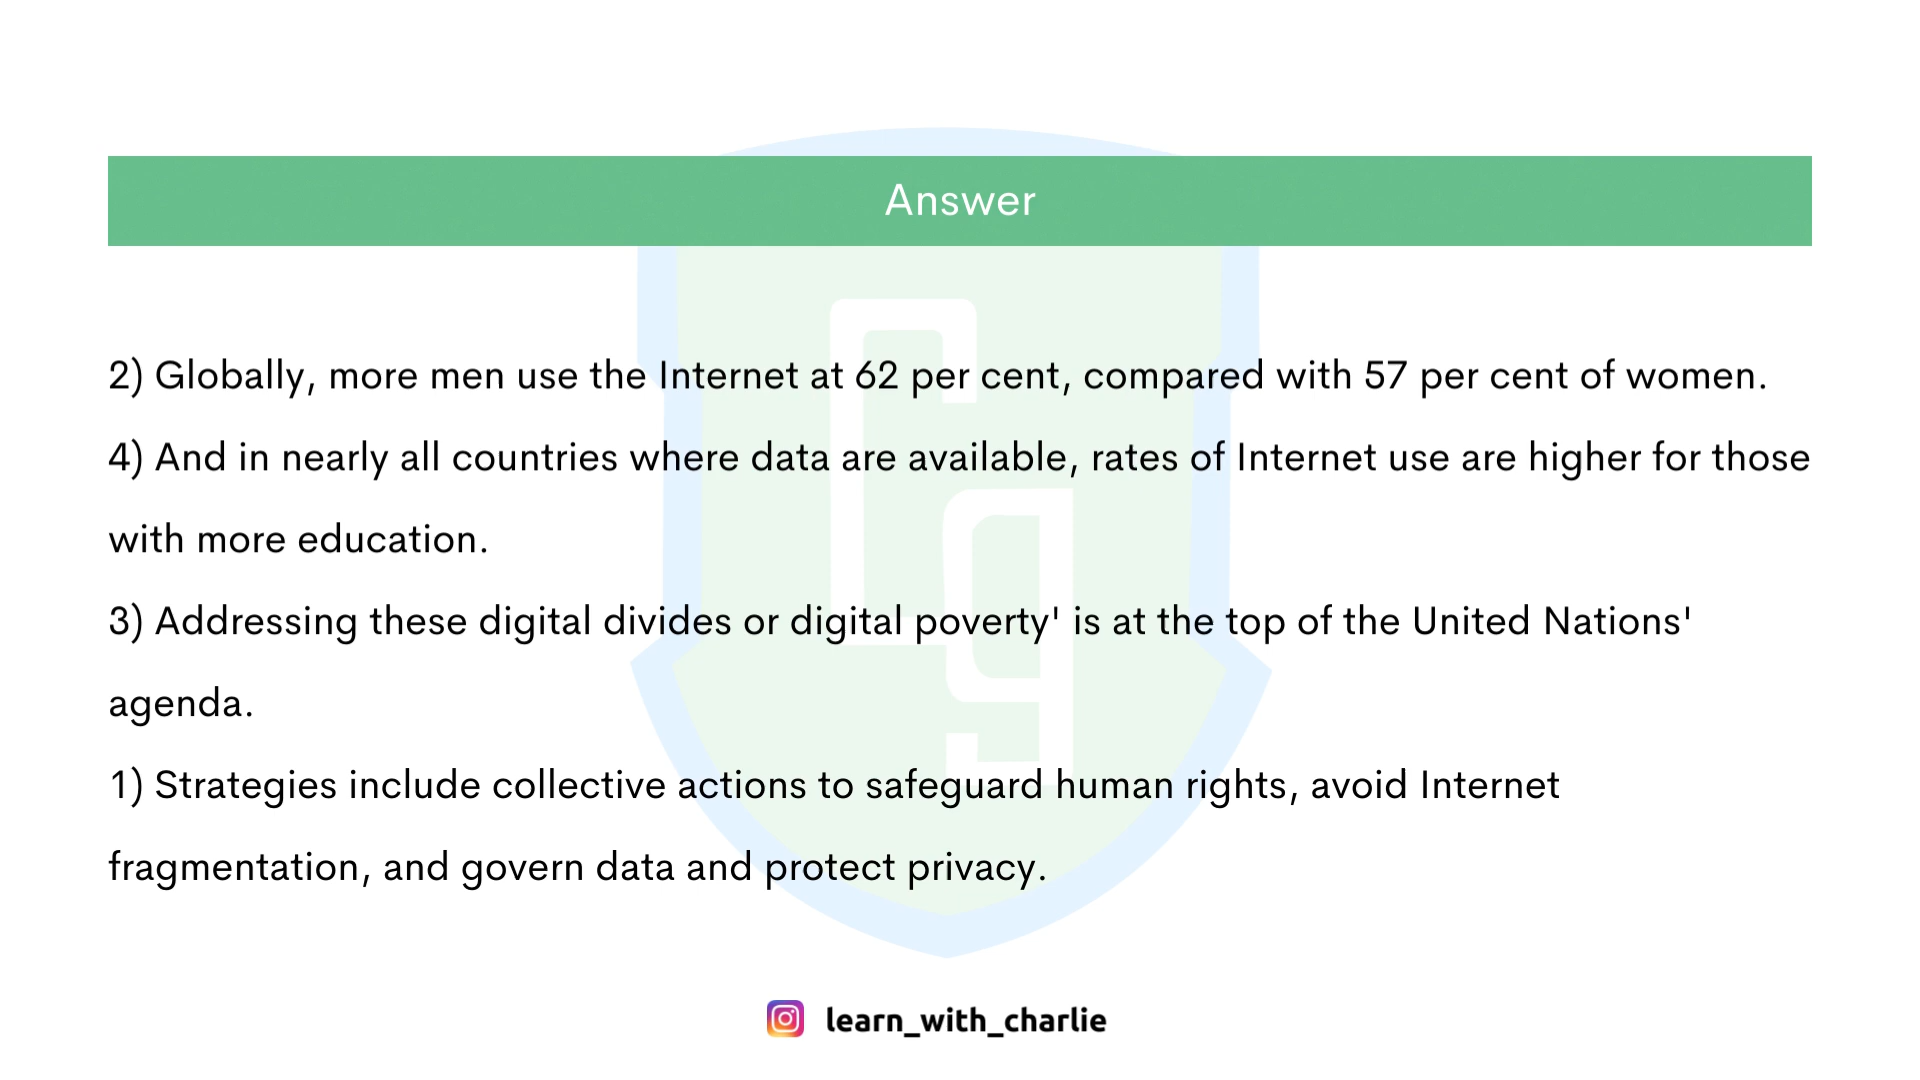 Answer
2) Globally, more men use the Internet at 62 per cent, compared with 57 per cent of women.
4) And in nearly all countries where data are available, rates of Internet use are higher for those
with more education.
3) Addressing these digital divides or digital poverty' is at the top of the United Nations'
agenda.
1) Strategies include collective actions to safeguard human rights, avoid Internet
fragmentation, and govern data and protect privacy.
learn_with_charlie